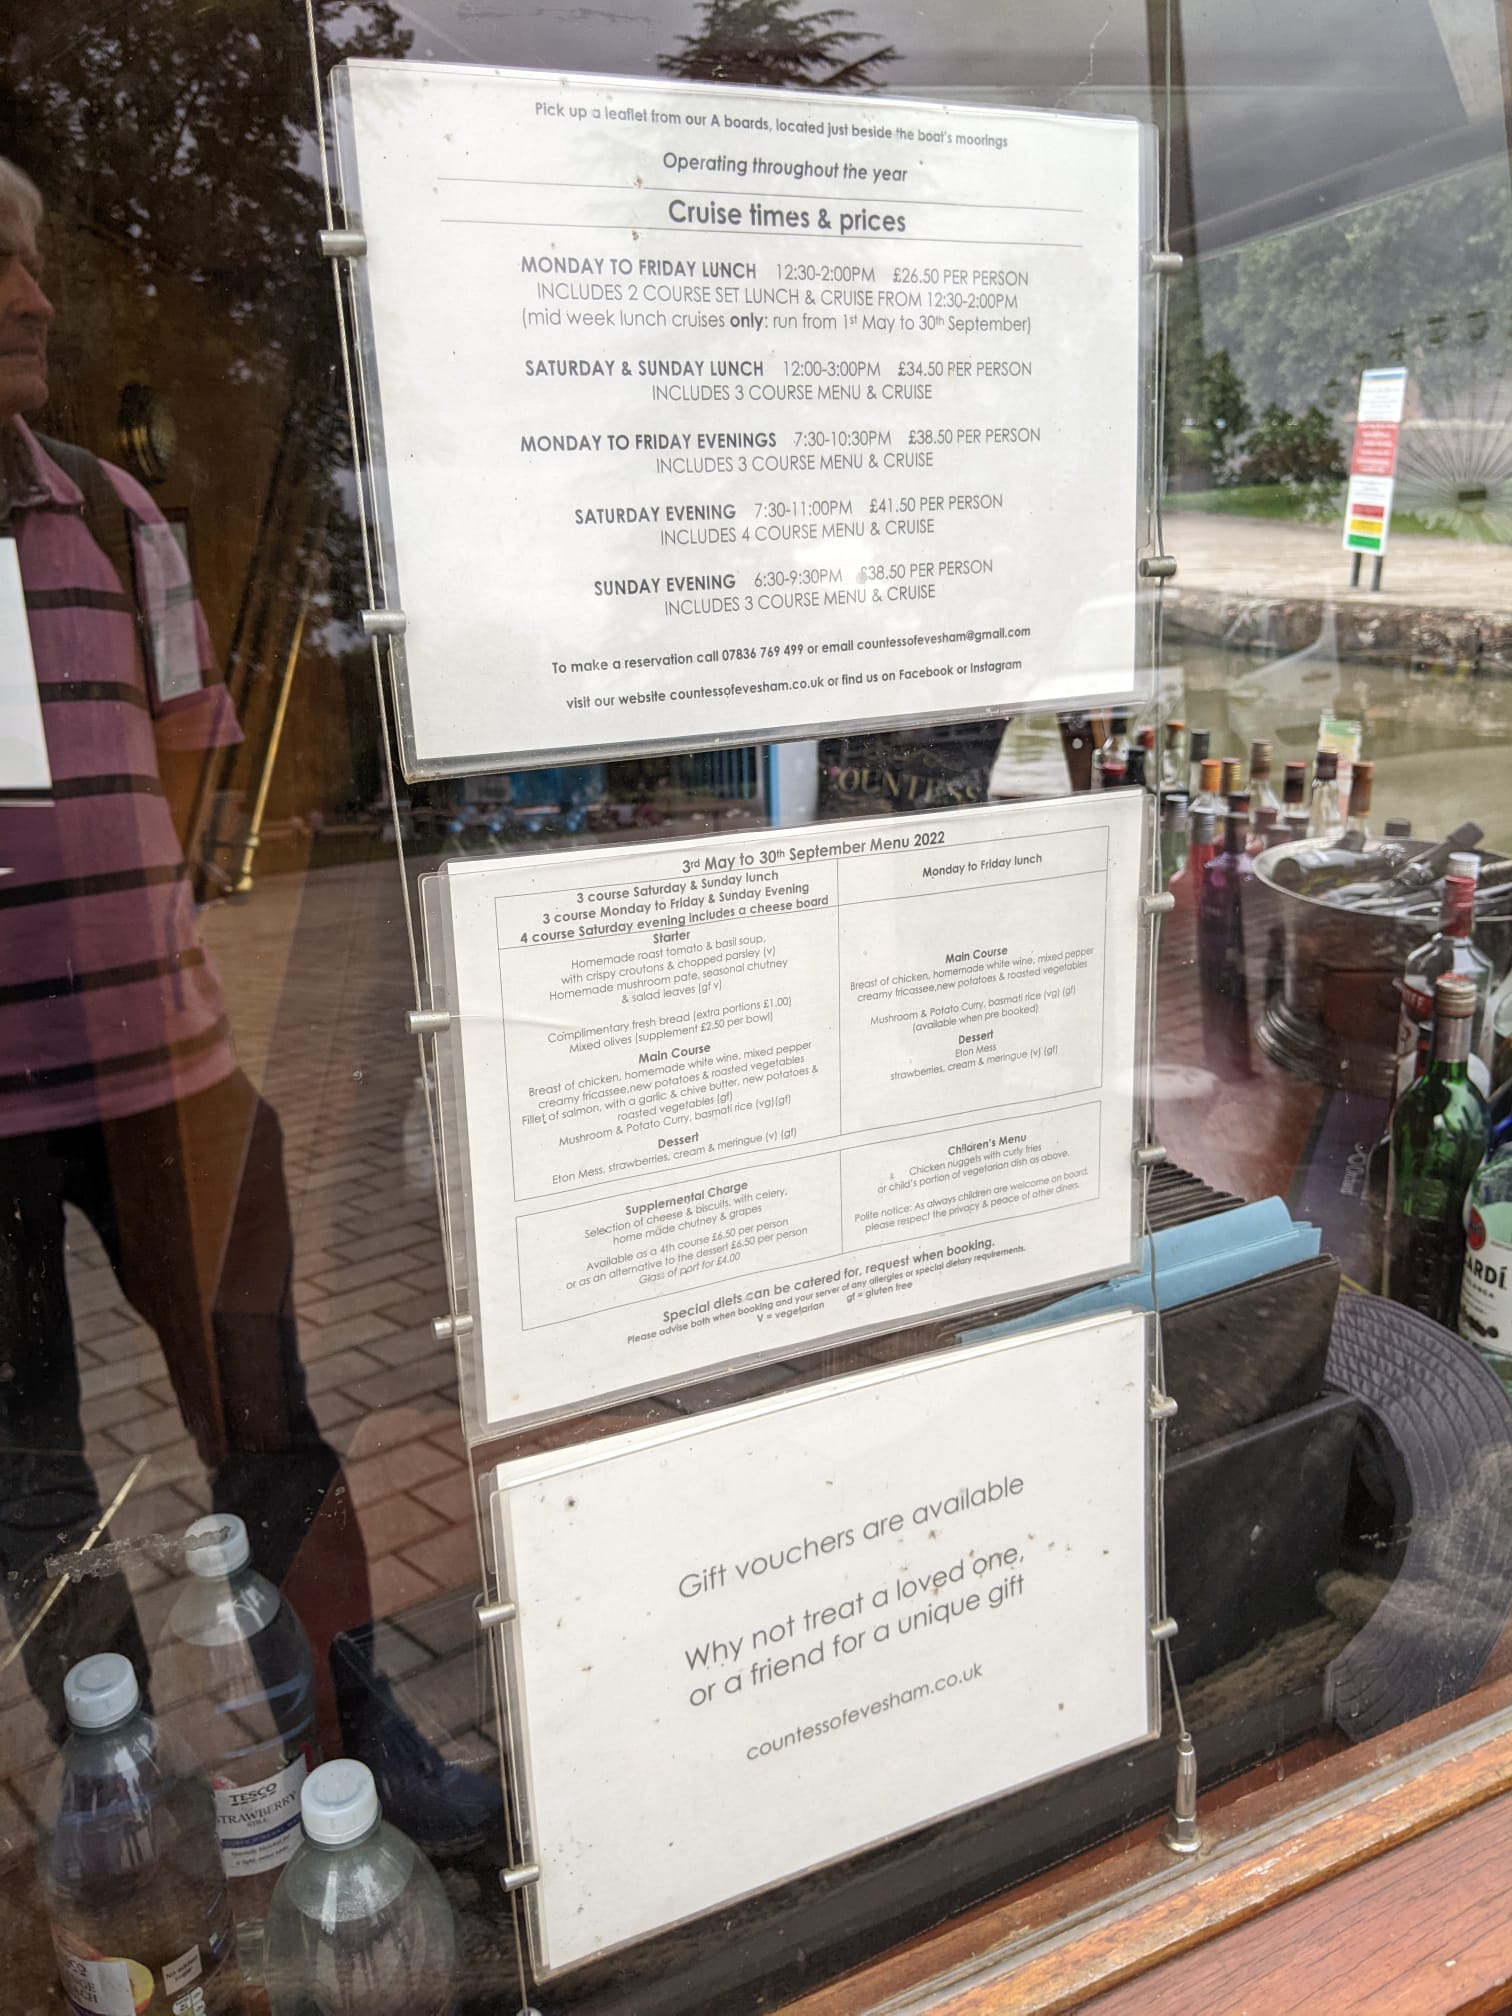 Pick up a leaflet from our A boards, located just beside the boat's moorings
Operating throughout the year
Cruise times & prices
MONDAY TO FRIDAY LUNCH 12:30-2:00PM £26.50 PER PERSON
INCLUDES 2 COURSE SET LUNCH & CRUISE FROM 12:30-2:00PM
(mid week lunch cruises only: run from 1st May to 30th September)
SATURDAY & SUNDAY LUNCH 12:00-3:00PM £34.50 PER PERSON
INCLUDES 3 COURSE MENU & CRUISE
MONDAY TO FRIDAY EVENINGS 7:30-10:30PM £38.50 PER PERSON
INCLUDES 3 COURSE MENU & CRUISE
SATURDAY EVENING 7:30-11:00PM £41.50 PER PERSON
INCLUDES 4 COURSE MENU & CRUISE
SUNDAY EVENING 6:30-9:30PM £38.50 PER PERSON
INCLUDES 3 COURSE MENU & CRUISE
To make a reservation call 07836 769 499 or email countessofevesham@gmail.com
visit our website countessofevesham.co.uk or find us on Facebook or Instagram
OUNTESS
3rd May to 30th September Menu 2022
3 course Saturday & Sunday lunch
3 course Monday to Friday & Sunday Evening
4 course Saturday evening includes a cheese board
Starter
Homemade roast tomato & basil soup,
with crispy croutons & chopped parsley (v)
Homemade mushroom pate, seasonal chutney
& salad leaves (gf v)
Complimentary fresh bread (extra portions £1.00)
Mixed olives (supplement £2.50 per bowl)
Main Course
Breast of chicken, homemade white wine, mixed pepper
creamy fricassee,new potatoes & roasted vegetables
Fillet of salmon, with a garlic & chive butter, new potatoes &
roasted vegetables (gf)
Mushroom & Potato Curry, basmati rice (vg)(gf)
Dessert
Eton Mess, strawberries, cream & meringue (v) (gf)
Monday to Friday lunch
Main Course
Breast of chicken, homemade white wine, mixed pepper
creamy fricassee,new potatoes & roasted vegetables
Mushroom & Potato Curry, basmati rice (vg) (gf)
(available when pre booked)
Dessert
Eton Mess
strawberries, cream & meringue (v) (gf)
Supplemental Charge
Selection of cheese & biscuits, with celery,
home made chutney & grapes
Available as a 4th course £6.50 per person
or as an alternative to the dessert £6.50 per person
Glass of port for £4.00
Children's Menu
Chicken nuggets with curly fries
or child's portion of vegetarian dish as above.
Polite notice: As always children are welcome on board,
please respect the privacy & peace of other diners.
Special diets can be catered for, request when booking.
Please advise both when booking and your server of any allergies or special dietary requirements.
V = vegetarian gf = gluten free
Gift vouchers are available
Why not treat a loved one,
or a friend for a unique gift
countessofevesham.co.uk
TESCO
STRAWBERRY
STILL
ARDÍ